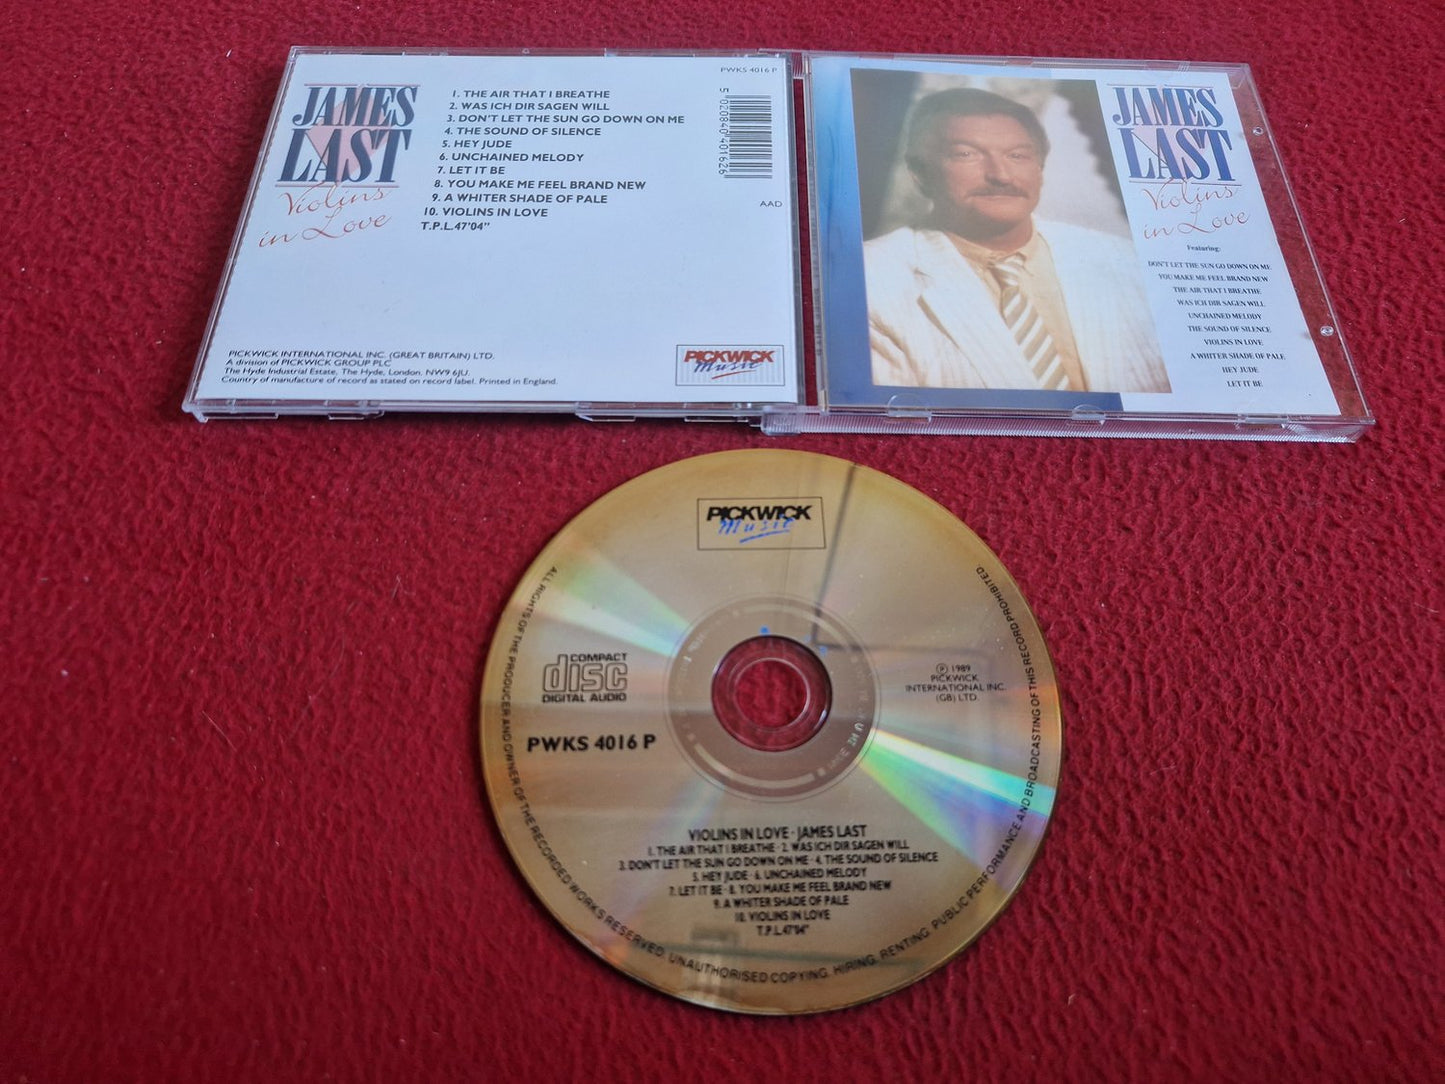 JAMES
LAST
Violins
in Love
PWKS 4016 P
1. THE AIR THAT I BREATHE
2. WAS ICH DIR SAGEN WILL
3. DON'T LET THE SUN GO DOWN ON ME
4. THE SOUND OF SILENCE
5. HEY JUDE
6. UNCHAINED MELODY
7. LET IT BE
8. YOU MAKE ME FEEL BRAND NEW
9. A WHITER SHADE OF PALE
10. VIOLINS IN LOVE
T.P.L.47'04"
5 020840 401626
AAD
PICKWICK INTERNATIONAL INC. (GREAT BRITAIN) LTD.
A division of PICKWICK GROUP PLC
The Hyde Industrial Estate, The Hyde, London, NW9 6JU.
Country of manufacture of record as stated on record label. Printed in England.
PICKWICK
Music
JAMES
LAST
Violins
in Love
Featuring:
DON'T LET THE SUN GO DOWN ON ME
YOU MAKE ME FEEL BRAND NEW
THE AIR THAT I BREATHE
WAS ICH DIR SAGEN WILL
UNCHAINED MELODY
THE SOUND OF SILENCE
VIOLINS IN LOVE
A WHITER SHADE OF PALE
HEY JUDE
LET IT BE
PICKWICK
Music
COMPACT
disc
DIGITAL AUDIO
PWKS 4016 P
℗ 1989
PICKWICK
INTERNATIONAL INC.
(GB) LTD.
VIOLINS IN LOVE · JAMES LAST
1. THE AIR THAT I BREATHE · 2. WAS ICH DIR SAGEN WILL
3. DON'T LET THE SUN GO DOWN ON ME · 4. THE SOUND OF SILENCE
5. HEY JUDE · 6. UNCHAINED MELODY
7. LET IT BE · 8. YOU MAKE ME FEEL BRAND NEW
9. A WHITER SHADE OF PALE
10. VIOLINS IN LOVE
T.P.L.47'04"
ALL RIGHTS OF THE PRODUCER AND OWNER OF THE RECORDED WORKS RESERVED. UNAUTHORISED COPYING, HIRING, RENTING, PUBLIC PERFORMANCE AND BROADCASTING OF THIS RECORD PROHIBITED.